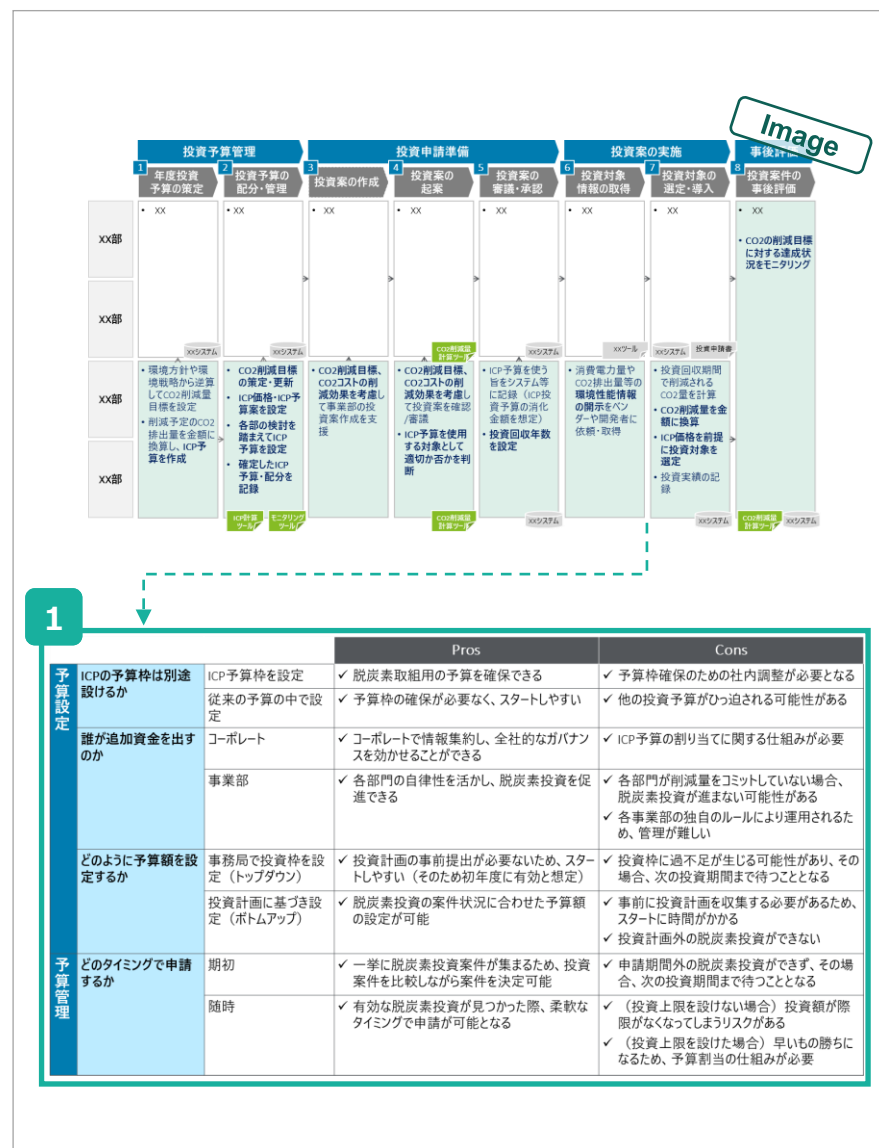 Image
投資予算管理
投資申請準備
投資案の実施
事後評価
1
年度投資
予算の策定
2
投資予算の
配分・管理
3
投資案の作成
4
投資案の
起案
5
投資案の
審議・承認
6
投資対象
情報の取得
7
投資対象の
選定・導入
8
投資案件の
事後評価
XX部
XX部
XX部
XX部
• XX
• XX
• XX
• XX
• XX
• XX
• XX
• XX
• CO2の削減目標
に対する達成状
況をモニタリング
XXシステム
XXシステム
CO2削減量
計算ツール
XXシステム
XXツール
XXシステム
投資申請書
• 環境方針や環
境戦略から逆算
してCO2削減量
目標を設定
• 削減予定のCO2
排出量を金額に
換算し、ICP予
算を作成
• CO2削減目標
の策定・更新
• ICP価格・ICP予
算案を設定
• 各部の検討を
踏まえてICP
予算を設定
• 確定したICP
予算・配分を
記録
• CO2削減目標、
CO2コストの削
減効果を考慮し
て事業部の投
資案作成を支
援
• CO2削減目標、
CO2コストの削
減効果を考慮し
て投資案を確認
/審議
• ICP予算を使用
する対象として
適切か否かを判
断
• ICP予算を使う
旨をシステム等
に記録（ICP投
資予算の消化
金額を想定）
• 投資回収年数
を設定
• 消費電力量や
CO2排出量等の
環境性能情報
の開示をベン
ダーや開発者に
依頼・取得
• 投資回収期間
で削減される
CO2量を計算
• CO2削減量を金
額に換算
• ICP価格を前提
に投資対象を
選定
• 投資実績の記
録
ICP計算
ツール
モニタリング
ツール
CO2削減量
計算ツール
XXシステム
XXシステム
CO2削減量
計算ツール
XXシステム
1
Pros
Cons
予算設定
ICPの予算枠は別途
設けるか
ICP予算枠を設定
✓ 脱炭素取組用の予算を確保できる
✓ 予算枠確保のための社内調整が必要となる
従来の予算の中で設
定
✓ 予算枠の確保が必要なく、スタートしやすい
✓ 他の投資予算がひっ迫される可能性がある
誰が追加資金を出す
のか
コーポレート
✓ コーポレートで情報集約し、全社的なガバナン
スを効かせることができる
✓ ICP予算の割り当てに関する仕組みが必要
事業部
✓ 各部門の自律性を活かし、脱炭素投資を促
進できる
✓ 各部門が削減量をコミットしていない場合、
脱炭素投資が進まない可能性がある
✓ 各事業部の独自のルールにより運用されるた
め、管理が難しい
どのように予算額を設
定するか
事務局で投資枠を設
定（トップダウン）
✓ 投資計画の事前提出が必要ないため、スター
トしやすい（そのため初年度に有効と想定）
✓ 投資枠に過不足が生じる可能性があり、その
場合、次の投資期間まで待つこととなる
投資計画に基づき設
定（ボトムアップ）
✓ 脱炭素投資の案件状況に合わせた予算額
の設定が可能
✓ 事前に投資計画を収集する必要があるため、
スタートに時間がかかる
✓ 投資計画外の脱炭素投資ができない
予算管理
どのタイミングで申請
するか
期初
✓ 一挙に脱炭素投資案件が集まるため、投資
案件を比較しながら案件を決定可能
✓ 申請期間外の脱炭素投資ができず、その場
合、次の投資期間まで待つこととなる
随時
✓ 有効な脱炭素投資が見つかった際、柔軟な
タイミングで申請が可能となる
✓ （投資上限を設けない場合）投資額が際
限がなくなってしまうリスクがある
✓ （投資上限を設けた場合）早いもの勝ちに
なるため、予算割当の仕組みが必要